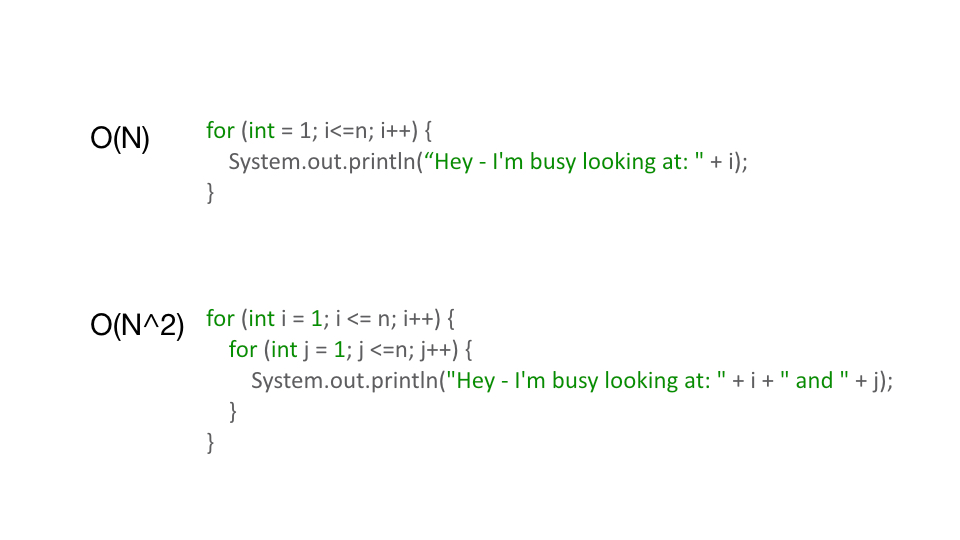 O(N)
for (int = 1; i<=n; i++) {
System.out.println(“Hey - I'm busy looking at: " + i);
}
O(N^2)
for (int i = 1; i <= n; i++) {
for (int j = 1; j <=n; j++) {
System.out.println("Hey - I'm busy looking at: " + i + " and " + j);
}
}